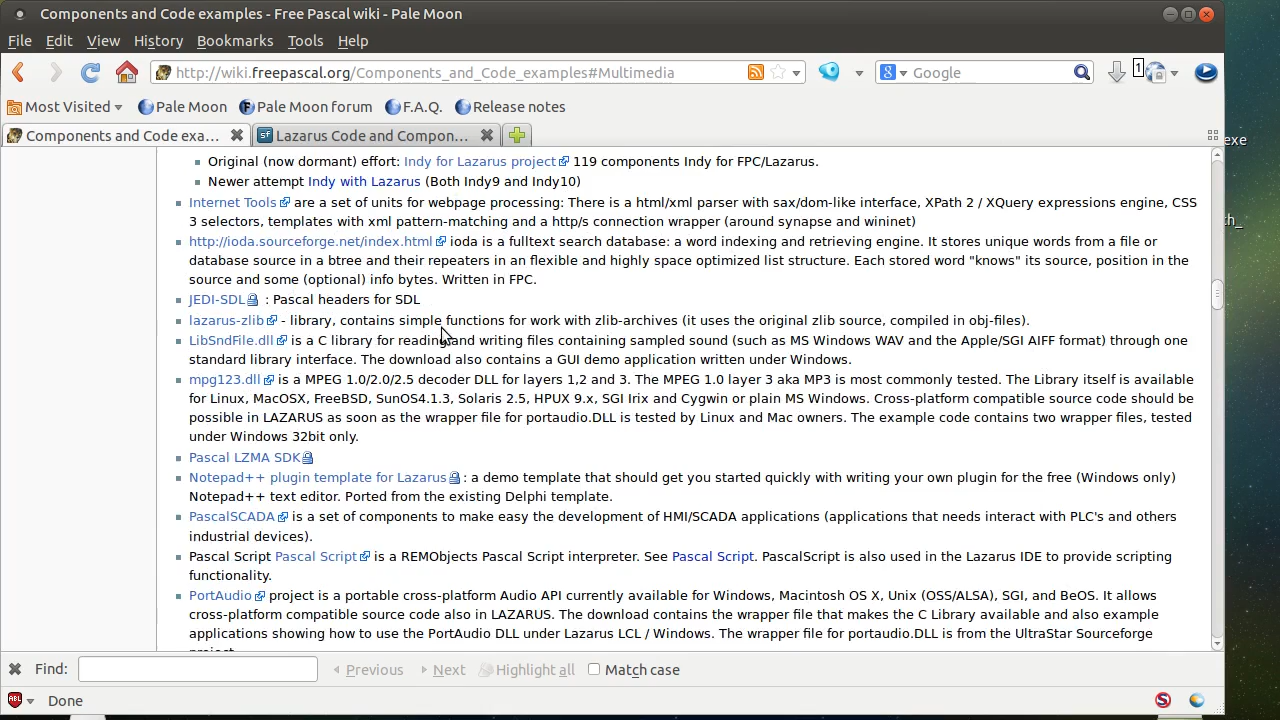 Components and Code examples - Free Pascal wiki - Pale Moon
File Edit View History Bookmarks Tools Help
http://wiki.freepascal.org/Components_and_Code_examples#Multimedia Google 1
Most Visited Pale Moon Pale Moon forum F.A.Q. Release notes
Components and Code exa... Lazarus Code and Compon...
Original (now dormant) effort: Indy for Lazarus project 119 components Indy for FPC/Lazarus.
Newer attempt Indy with Lazarus (Both Indy9 and Indy10)
Internet Tools are a set of units for webpage processing: There is a html/xml parser with sax/dom-like interface, XPath 2 / XQuery expressions engine, CSS
3 selectors, templates with xml pattern-matching and a http/s connection wrapper (around synapse and wininet)
http://ioda.sourceforge.net/index.html ioda is a fulltext search database: a word indexing and retrieving engine. It stores unique words from a file or
database source in a btree and their repeaters in an flexible and highly space optimized list structure. Each stored word "knows" its source, position in the
source and some (optional) info bytes. Written in FPC.
JEDI-SDL : Pascal headers for SDL
lazarus-zlib - library, contains simple functions for work with zlib-archives (it uses the original zlib source, compiled in obj-files).
LibSndFile.dll is a C library for reading and writing files containing sampled sound (such as MS Windows WAV and the Apple/SGI AIFF format) through one
standard library interface. The download also contains a GUI demo application written under Windows.
mpg123.dll is a MPEG 1.0/2.0/2.5 decoder DLL for layers 1,2 and 3. The MPEG 1.0 layer 3 aka MP3 is most commonly tested. The Library itself is available
for Linux, MacOSX, FreeBSD, SunOS4.1.3, Solaris 2.5, HPUX 9.x, SGI Irix and Cygwin or plain MS Windows. Cross-platform compatible source code should be
possible in LAZARUS as soon as the wrapper file for portaudio.DLL is tested by Linux and Mac owners. The example code contains two wrapper files, tested
under Windows 32bit only.
Pascal LZMA SDK
Notepad++ plugin template for Lazarus : a demo template that should get you started quickly with writing your own plugin for the free (Windows only)
Notepad++ text editor. Ported from the existing Delphi template.
PascalSCADA is a set of components to make easy the development of HMI/SCADA applications (applications that needs interact with PLC's and others
industrial devices).
Pascal Script Pascal Script is a REMObjects Pascal Script interpreter. See Pascal Script. PascalScript is also used in the Lazarus IDE to provide scripting
functionality.
PortAudio project is a portable cross-platform Audio API currently available for Windows, Macintosh OS X, Unix (OSS/ALSA), SGI, and BeOS. It allows
cross-platform compatible source code also in LAZARUS. The download contains the wrapper file that makes the C Library available and also example
applications showing how to use the PortAudio DLL under Lazarus LCL / Windows. The wrapper file for portaudio.DLL is from the UltraStar Sourceforge
project.
Find: Previous Next Highlight all Match case
ABL Done
exe
th_